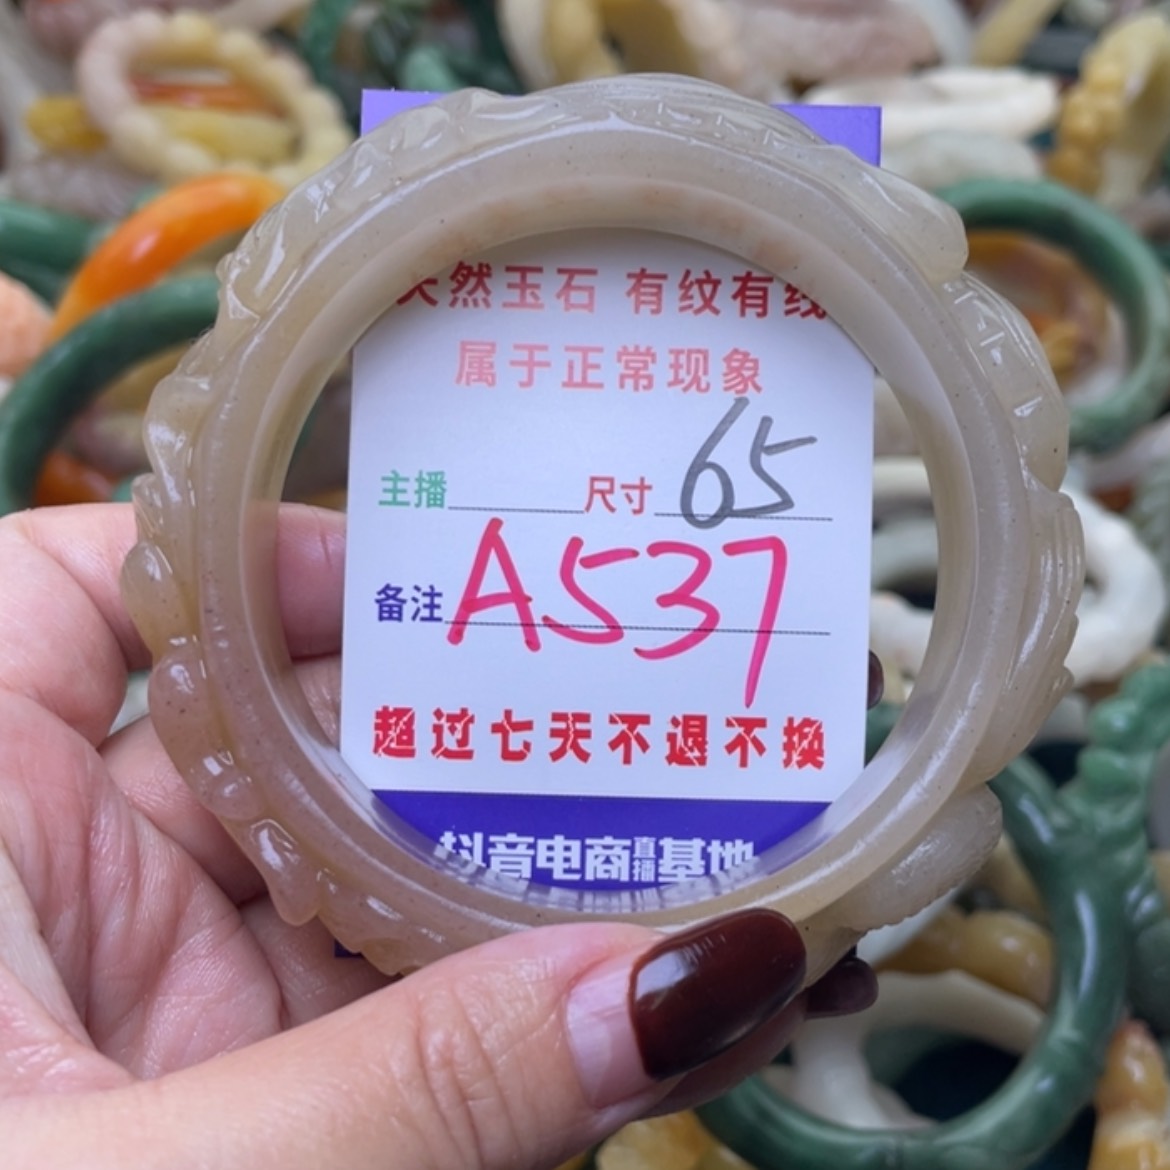 天然玉石 有纹有线
属于正常现象
主播 尺寸 65
备注 A537
超过七天不退不换
抖音电商直播基地